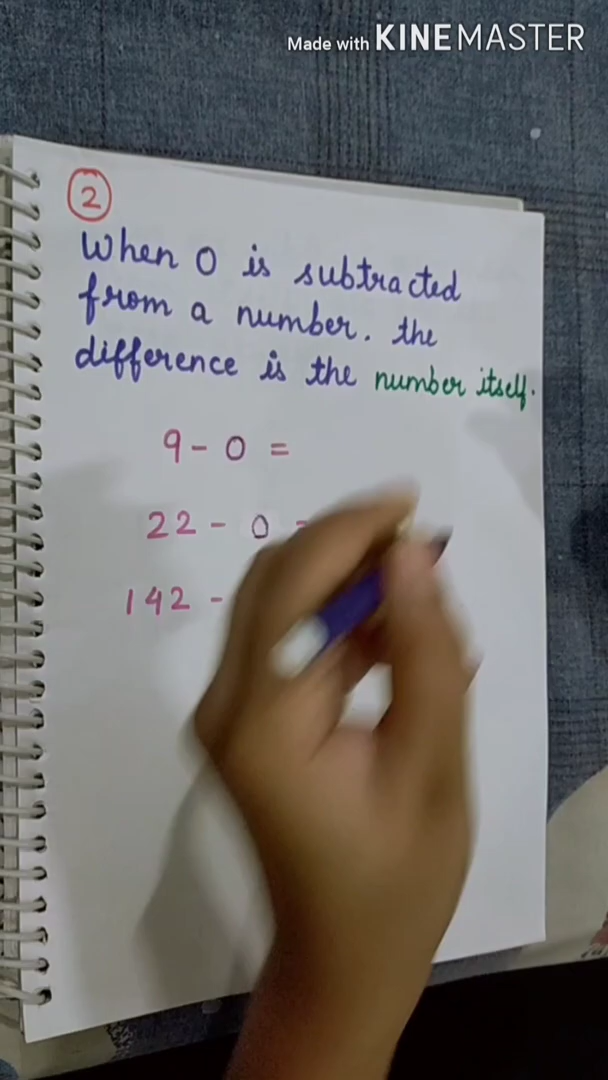 Made with KINEMASTER
2
When 0 is subtracted
from a number. the
difference is the number itself.
9 - 0 =
22 - 0 =
142 -